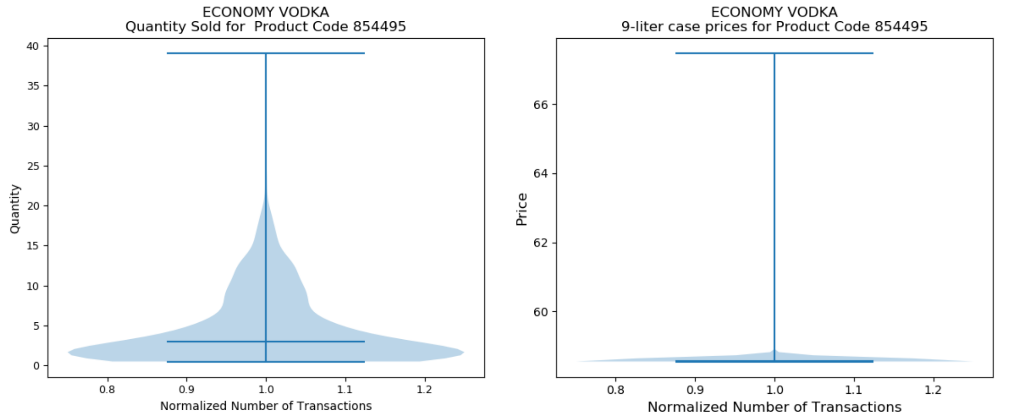 ECONOMY VODKA
Quantity Sold for  Product Code 854495
40
35
30
25
20
15
10
5
0
Quantity
0.8 0.9 1.0 1.1 1.2
Normalized Number of Transactions
ECONOMY VODKA
9-liter case prices for Product Code 854495
66
64
62
60
Price
0.8 0.9 1.0 1.1 1.2
Normalized Number of Transactions